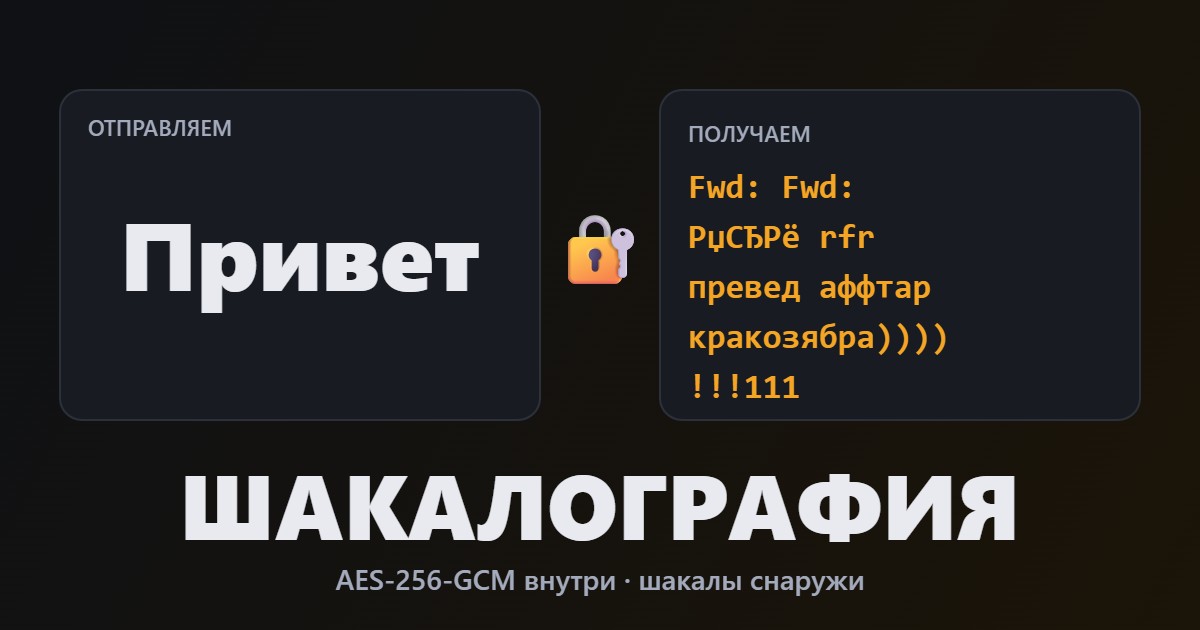 ОТПРАВЛЯЕМ
Привет
ПОЛУЧАЕМ
Fwd: Fwd:
РџСЂРё rfr
превед аффтар
кракозябра))))
!!!111
ШАКАЛОГРАФИЯ
AES-256-GCM внутри · шакалы снаружи